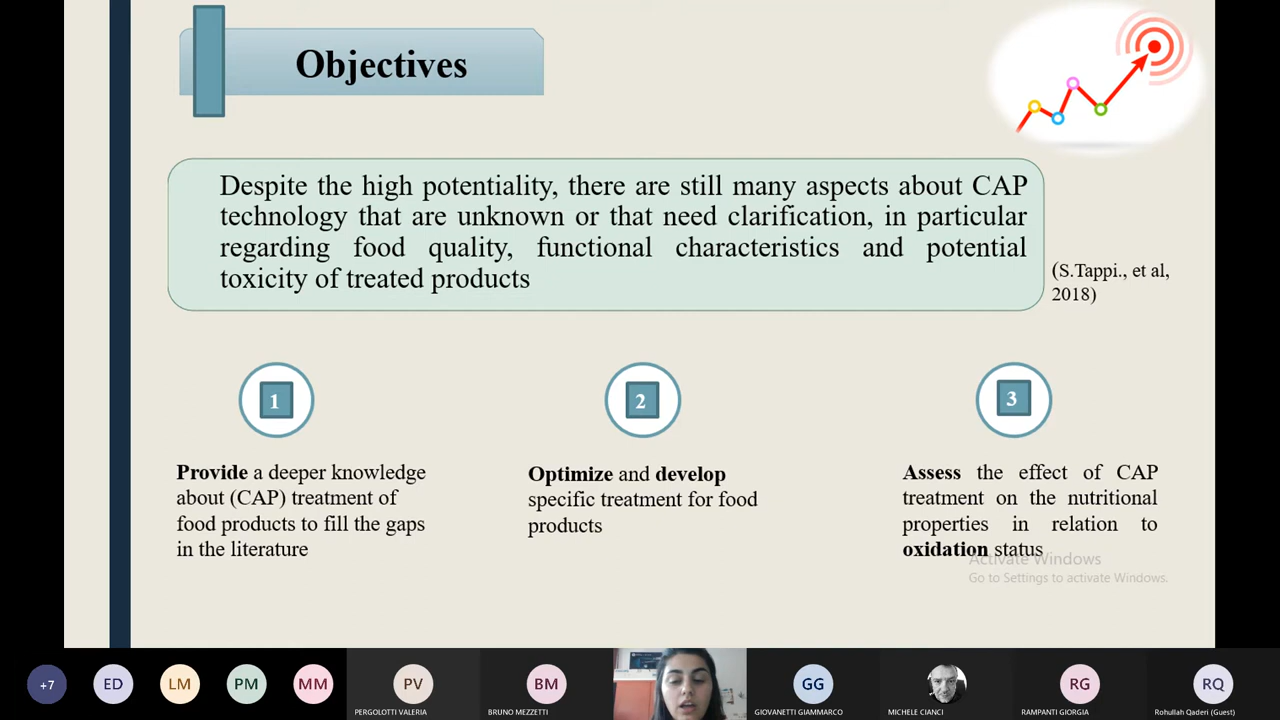 Objectives
Despite the high potentiality, there are still many aspects about CAP
technology that are unknown or that need clarification, in particular
regarding food quality, functional characteristics and potential
toxicity of treated products
(S.Tappi., et al,
2018)
1
2
3
Provide a deeper knowledge
about (CAP) treatment of
food products to fill the gaps
in the literature
Optimize and develop
specific treatment for food
products
Assess the effect of CAP
treatment on the nutritional
properties in relation to
oxidation status
Activate Windows
Go to Settings to activate Windows.
+7
ED
LM
PM
MM
PV
PERGOLOTTI VALERIA
BM
BRUNO MEZZETTI
GG
GIOVANETTI GIAMMARCO
MICHELE CIANCI
RG
RAMPANTI GIORGIA
RQ
Rohullah Qaderi (Guest)